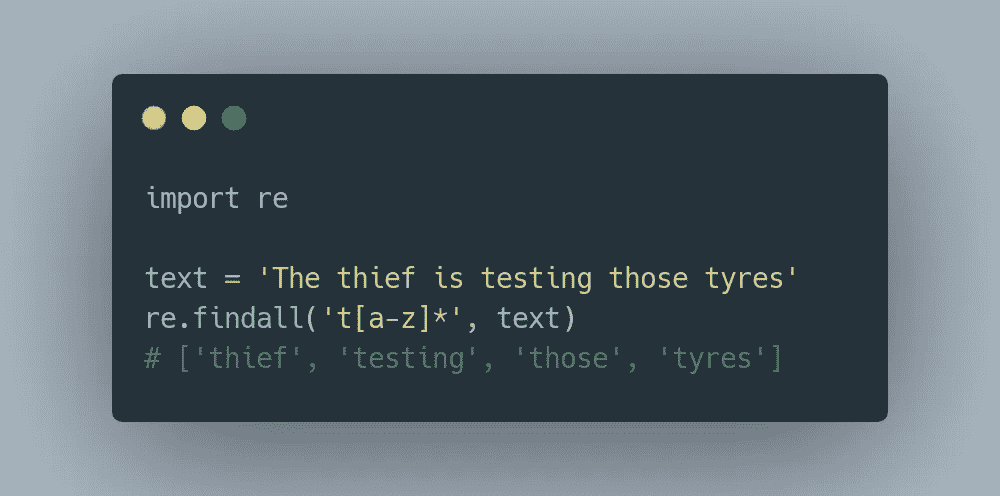 import re
text = 'The thief is testing those tyres'
re.findall('t[a-z]*', text)
# ['thief', 'testing', 'those', 'tyres']